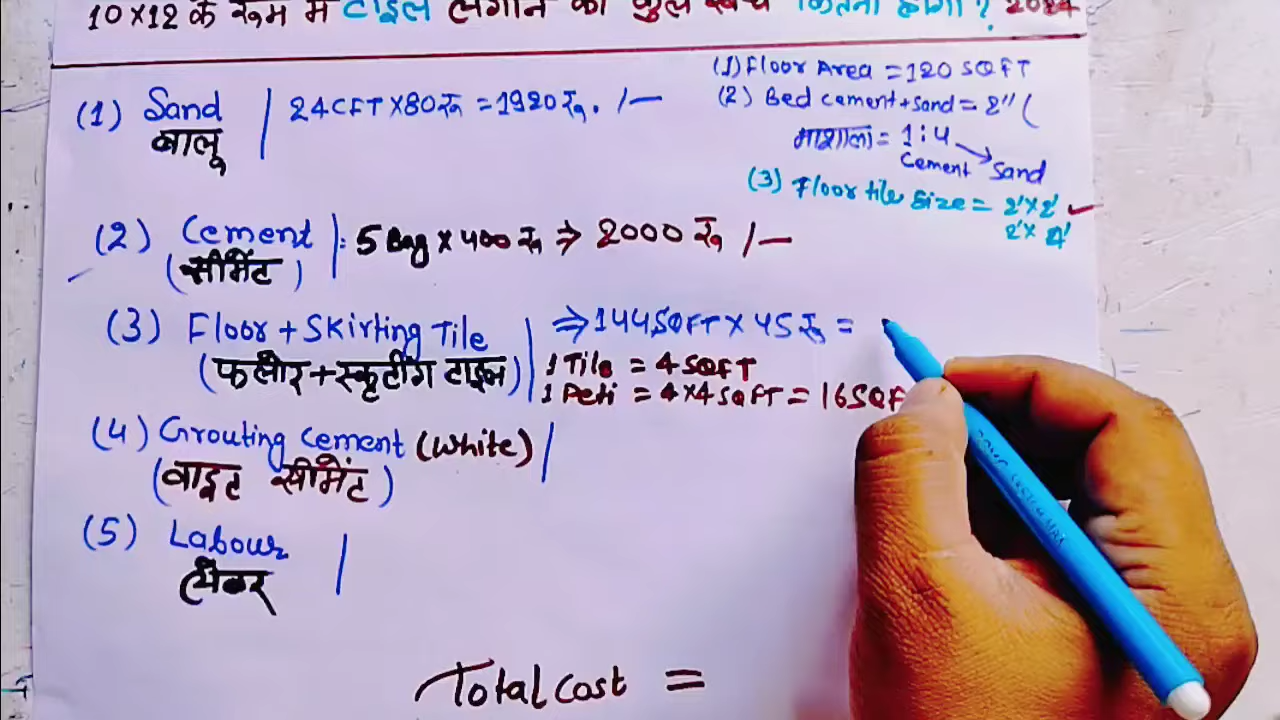 10×12 के रूम में टाइल लगाने का कुल खर्च कितना होगा? 2024
(1) Floor Area = 120 SQFT
(2) Bed cement+sand = 2" (
माशाला = 1:4
Cement Sand
(3) Floor tile Size = 2'×2'
2'×4'
(1) Sand | 24CFT×80रू = 1920रू. /-
बालू
(2) Cement | : 5 Bag × 400 रू ⇒ 2000 रू /-
(सीमेंट)
(3) Floor + Skirting Tile | ⇒144SQFT × 45रू =
(फ्लोर+स्कर्टींग टाइल)
1 Tile = 4 SQFT
1 Peti = 4×4 SQFT = 16 SQF
(4) Grouting cement (White) |
(वाइट सीमेंट)
(5) Labour |
लेबर
Total Cost =